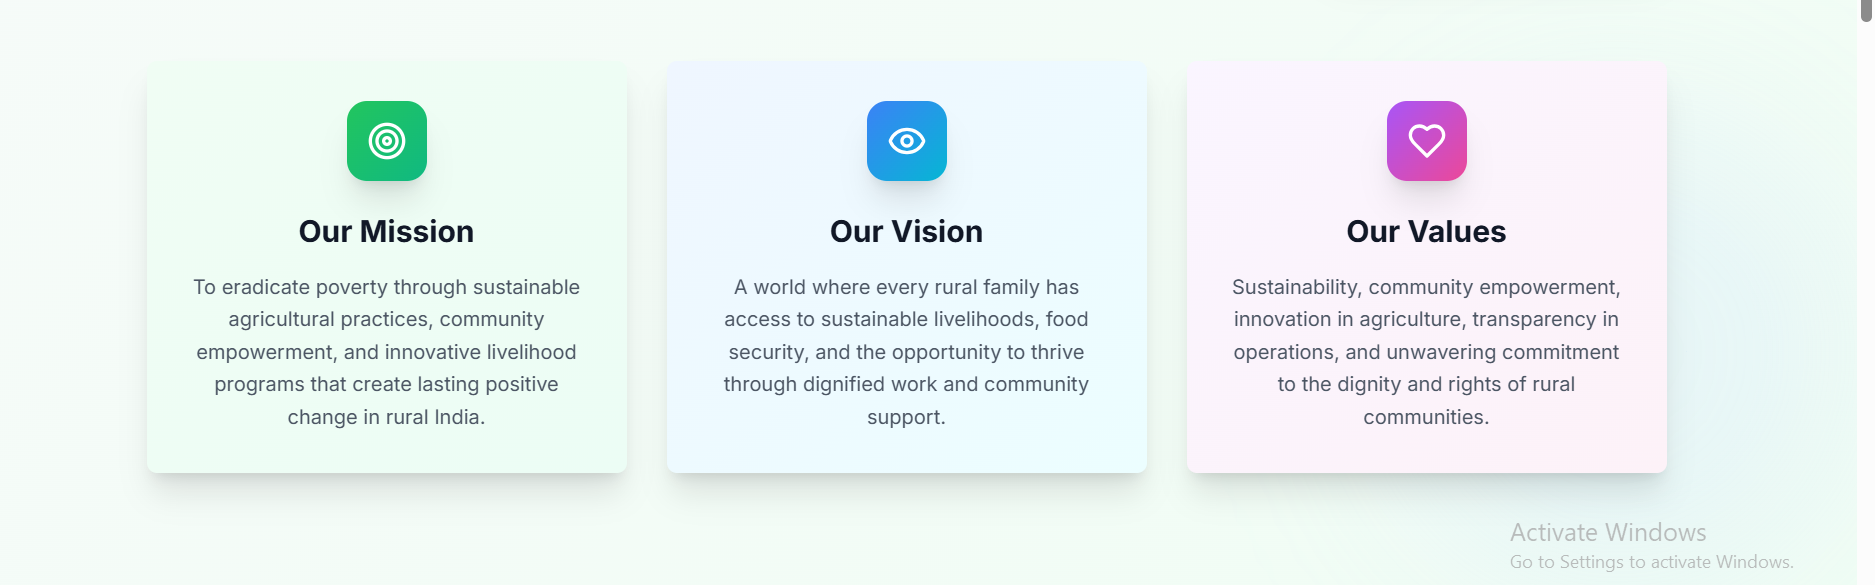 Our Mission
To eradicate poverty through sustainable
agricultural practices, community
empowerment, and innovative livelihood
programs that create lasting positive
change in rural India.
Our Vision
A world where every rural family has
access to sustainable livelihoods, food
security, and the opportunity to thrive
through dignified work and community
support.
Our Values
Sustainability, community empowerment,
innovation in agriculture, transparency in
operations, and unwavering commitment
to the dignity and rights of rural
communities.
Activate Windows
Go to Settings to activate Windows.